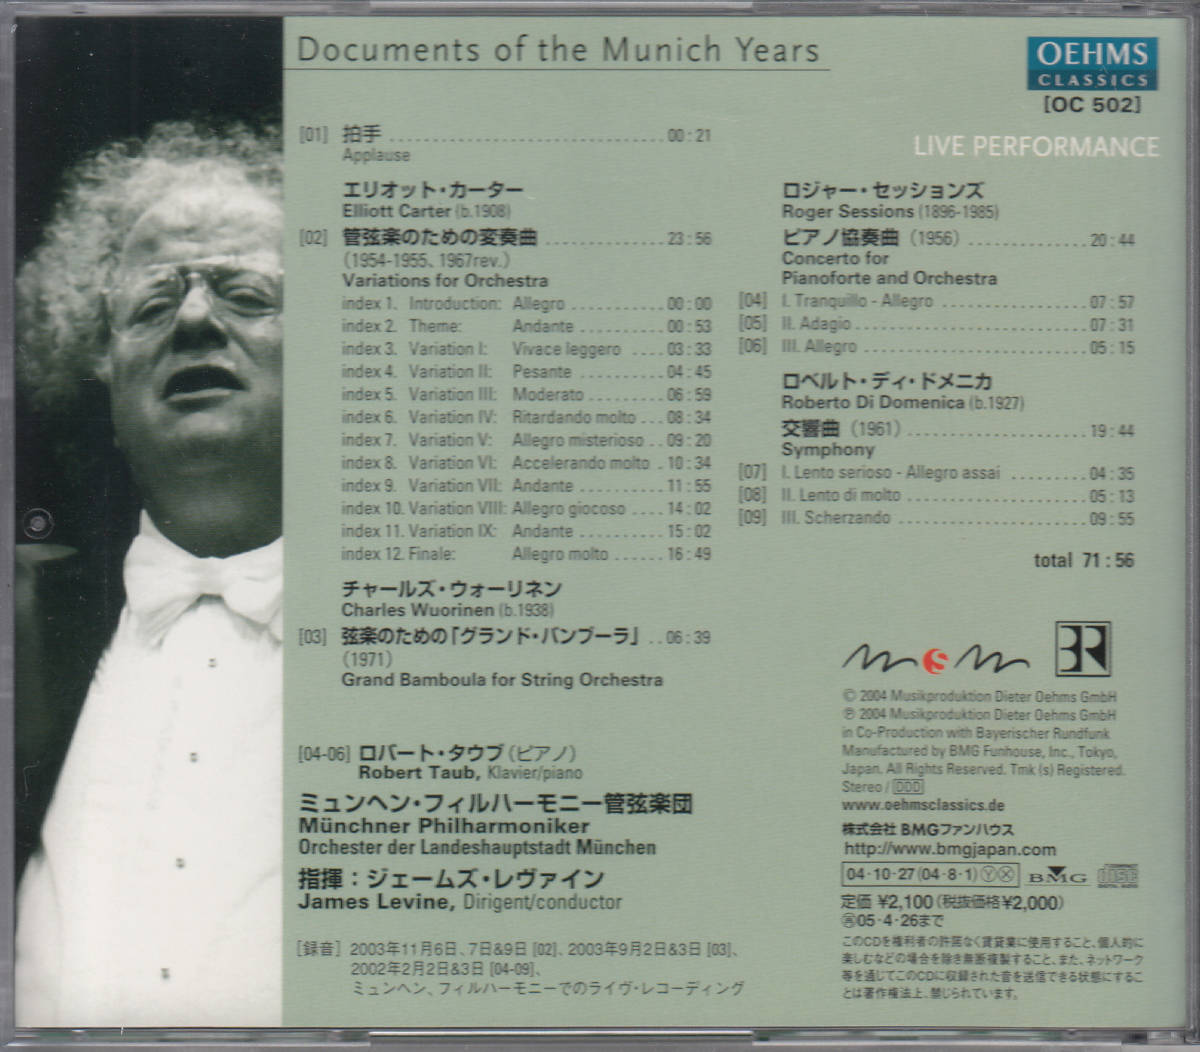 Documents of the Munich Years
OEHMS
CLASSICS
[OC 502]
LIVE PERFORMANCE
[01] 拍手 ........ 00:21
Applause
エリオット・カーター
Elliott Carter (b.1908)
[02] 管弦楽のための変奏曲 ........ 23:56
(1954-1955、1967rev.)
Variations for Orchestra
index 1. Introduction: Allegro ........ 00:00
index 2. Theme: Andante ........ 00:53
index 3. Variation I: Vivace leggero .... 03:33
index 4. Variation II: Pesante ........ 04:45
index 5. Variation III: Moderato ........ 06:59
index 6. Variation IV: Ritardando molto ... 08:34
index 7. Variation V: Allegro misterioso .. 09:20
index 8. Variation VI: Accelerando molto . 10:34
index 9. Variation VII: Andante ........ 11:55
index 10. Variation VIII: Allegro giocoso .... 14:02
index 11. Variation IX: Andante ........ 15:02
index 12. Finale: Allegro molto ...... 16:49
チャールズ・ウォーリネン
Charles Wuorinen (b.1938)
[03] 弦楽のための「グランド・バンブーラ」 .. 06:39
(1971)
Grand Bamboula for String Orchestra
ロジャー・セッションズ
Roger Sessions (1896-1985)
ピアノ協奏曲 (1956) ........ 20:44
Concerto for
Pianoforte and Orchestra
[04] I. Tranquillo - Allegro ........ 07:57
[05] II. Adagio ........ 07:31
[06] III. Allegro ........ 05:15
ロベルト・ディ・ドメニカ
Roberto Di Domenica (b.1927)
交響曲 (1961) ........ 19:44
Symphony
[07] I. Lento serioso - Allegro assai ........ 04:35
[08] II. Lento di molto ........ 05:13
[09] III. Scherzando ........ 09:55
total 71:56
[04-06] ロバート・タウブ (ピアノ)
Robert Taub, Klavier/piano
ミュンヘン・フィルハーモニー管弦楽団
Münchner Philharmoniker
Orchester der Landeshauptstadt München
指揮：ジェームズ・レヴァイン
James Levine, Dirigent/conductor
[録音] 2003年11月6日、7日&9日 [02]、2003年9月2日&3日 [03]、
2002年2月2日&3日 [04-09]、
ミュンヘン、フィルハーモニーでのライヴ・レコーディング
BR
© 2004 Musikproduktion Dieter Oehms GmbH
℗ 2004 Musikproduktion Dieter Oehms GmbH
in Co-Production with Bayerischer Rundfunk
Manufactured by BMG Funhouse, Inc., Tokyo,
Japan. All Rights Reserved. Tmk (s) Registered.
Stereo / DDD
www.oehmsclassics.de
株式会社 BMGファンハウス
http://www.bmgjapan.com
04・10・27(04・8・1)ⓎⓍ BMG COMPACT disc DIGITAL AUDIO
定価 ¥2,100(税抜価格¥2,000)
㊢05・4・26まで
このCDを権利者の許諾なく賃貸業に使用すること、個人的に
楽しむなどの場合を除き無断複製すること、また、ネットワーク
等を通じてこのCDに収録された音を送信できる状態にするこ
とは著作権法上、禁じられています。